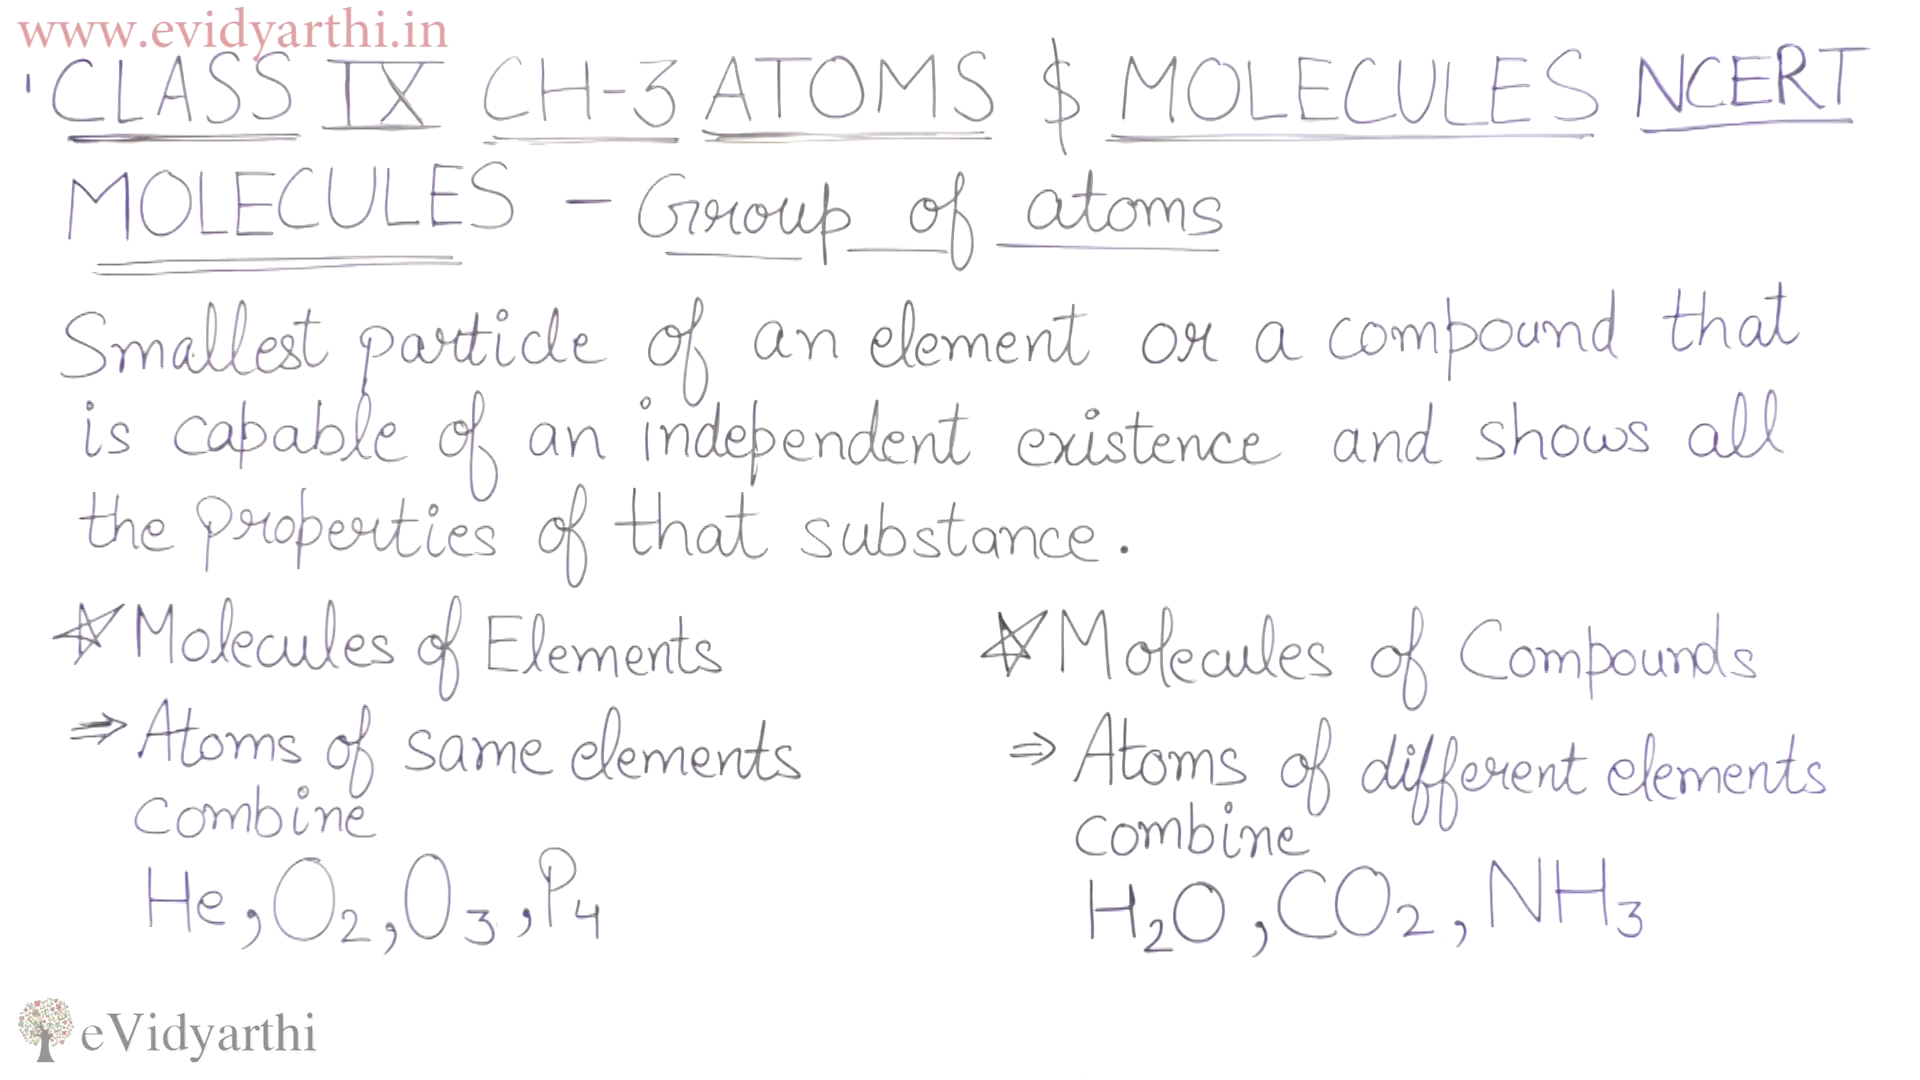 www.evidyarthi.in
CLASS IX CH-3 ATOMS $ MOLECULES NCERT
MOLECULES - Group of atoms
Smallest particle of an element or a compound that
is capable of an independent existence and shows all
the properties of that substance.
☆ Molecules of Elements
⇒ Atoms of same elements
combine
He, O₂, O₃, P₄
☆ Molecules of Compounds
⇒ Atoms of different elements
combine
H₂O, CO₂, NH₃
eVidyarthi